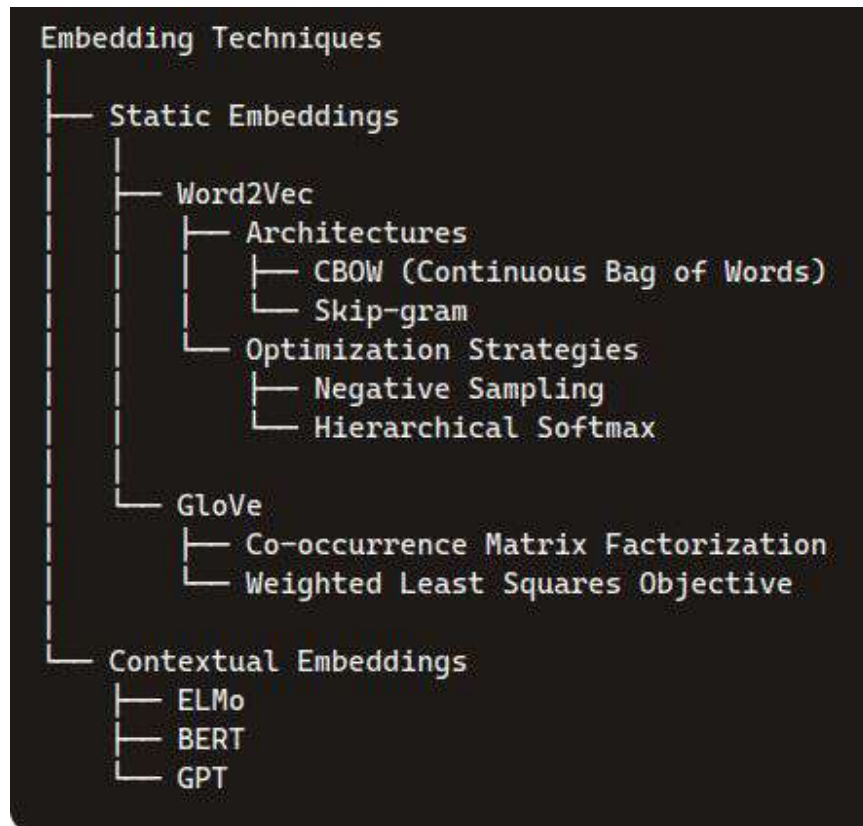 Embedding Techniques
Static Embeddings
Word2Vec
Architectures
CBOW (Continuous Bag of Words)
Skip-gram
Optimization Strategies
Negative Sampling
Hierarchical Softmax
GloVe
Co-occurrence Matrix Factorization
Weighted Least Squares Objective
Contextual Embeddings
ELMo
BERT
GPT